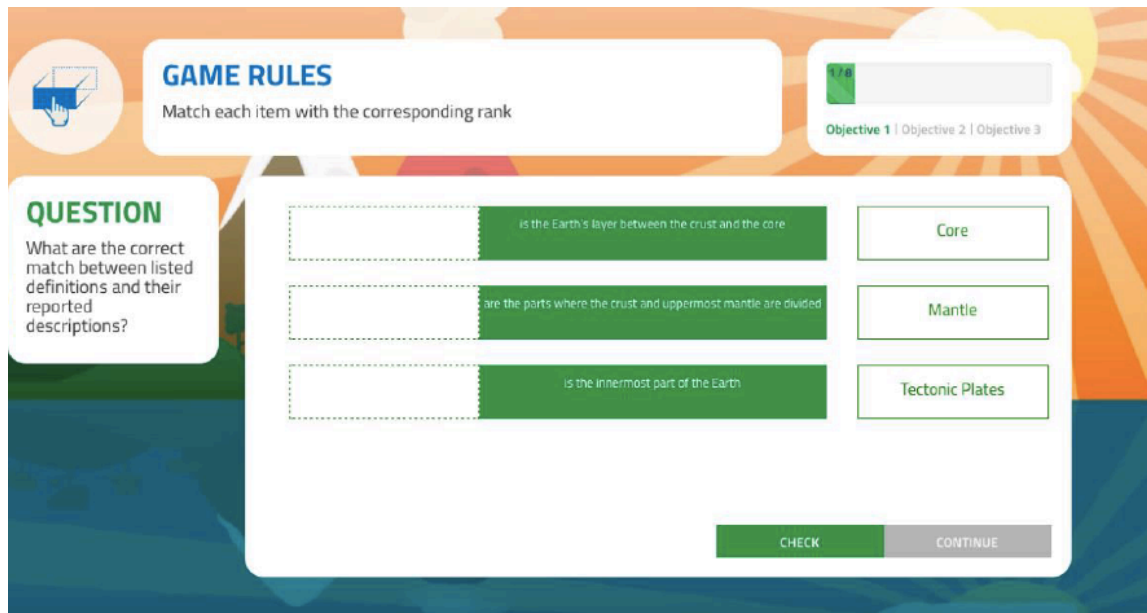 GAME RULES
Match each item with the corresponding rank
1 / 8
Objective 1 | Objective 2 | Objective 3
QUESTION
What are the correct
match between listed
definitions and their
reported
descriptions?
is the Earth's layer between the crust and the core
Core
are the parts where the crust and uppermost mantle are divided
Mantle
is the innermost part of the Earth
Tectonic Plates
CHECK
CONTINUE